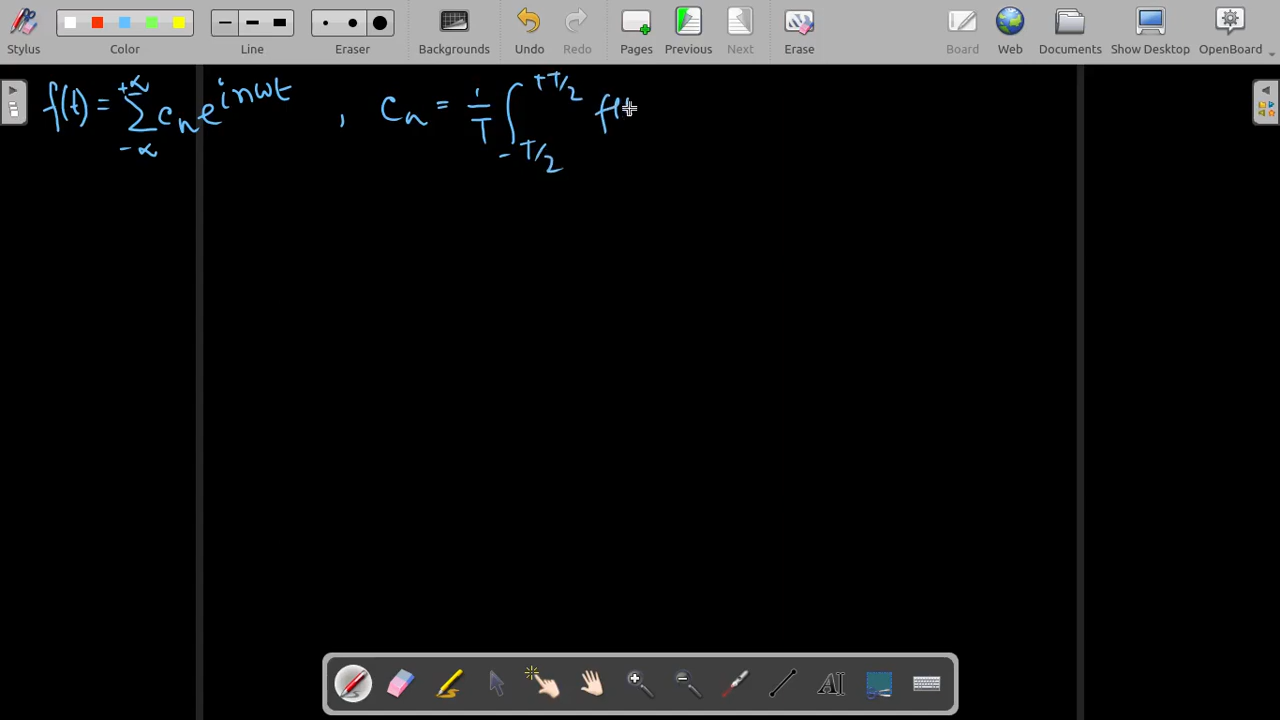 Stylus Color Line Eraser Backgrounds Undo Redo Pages Previous Next Erase Board Web Documents Show Desktop OpenBoard
f(t) = +∝ ∑ -∝ cₙ e^{inωt} , Cₙ = 1/T ∫_{-T/2}^{+T/2} f(t
AI